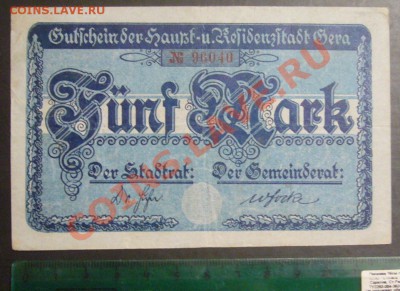 Gutschein der Haupt- u. Residenzstadt Gera
№ 96040
Fünf Mark
Der Stadtrat: Der Gemeinderat:
COINS.LAVE.RU